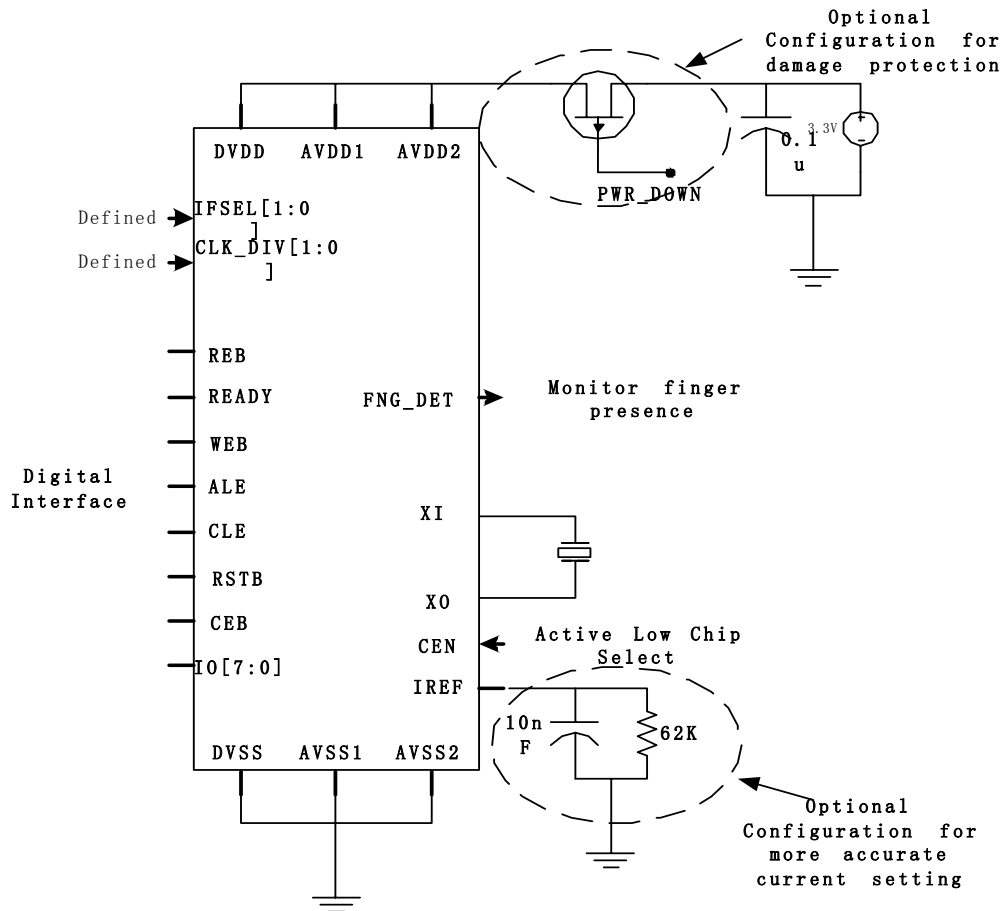 Optional
Configuration for
damage protection
DVDD AVDD1 AVDD2
3.3V
+
-
0.1
u
PWR_DOWN
Defined
IFSEL[1:0
]
Defined
CLK_DIV[1:0
]
REB
READY
FNG_DET
Monitor finger
presence
WEB
Digital
Interface
ALE
XI
CLE
RSTB
XO
CEB
CEN
Active Low Chip
Select
IO[7:0]
IREF
10n
F
62K
DVSS AVSS1 AVSS2
Optional
Configuration for
more accurate
current setting